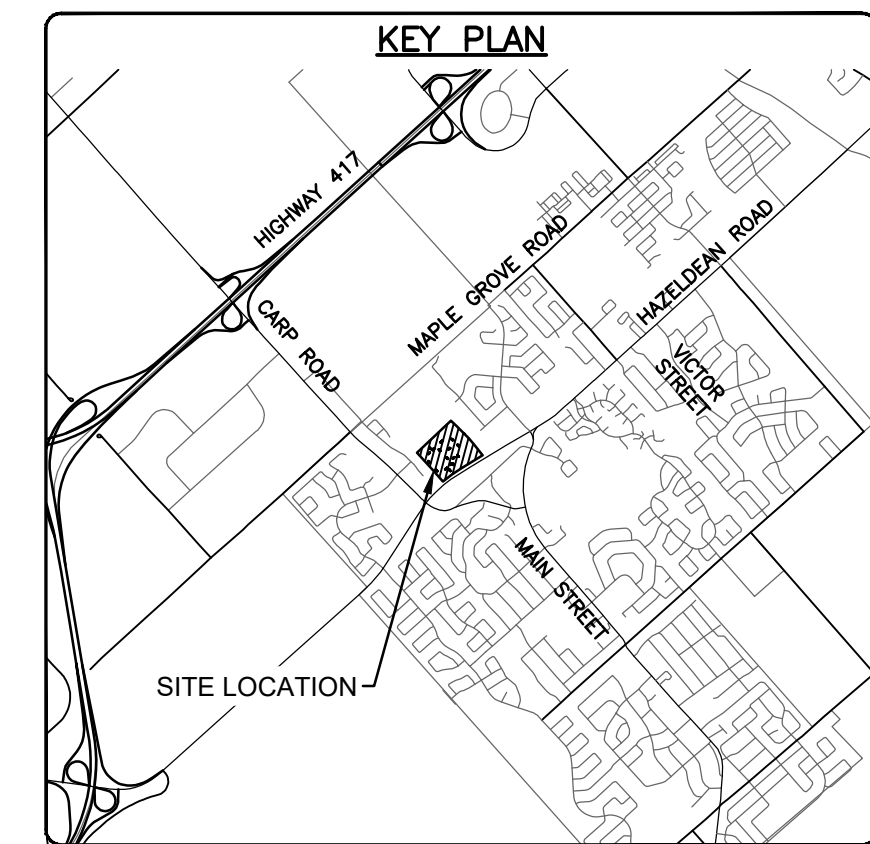 KEY PLAN
HIGHWAY 417
MAPLE GROVE ROAD
HAZELDEAN ROAD
CARP ROAD
VICTOR
STREET
MAIN STREET
SITE LOCATION